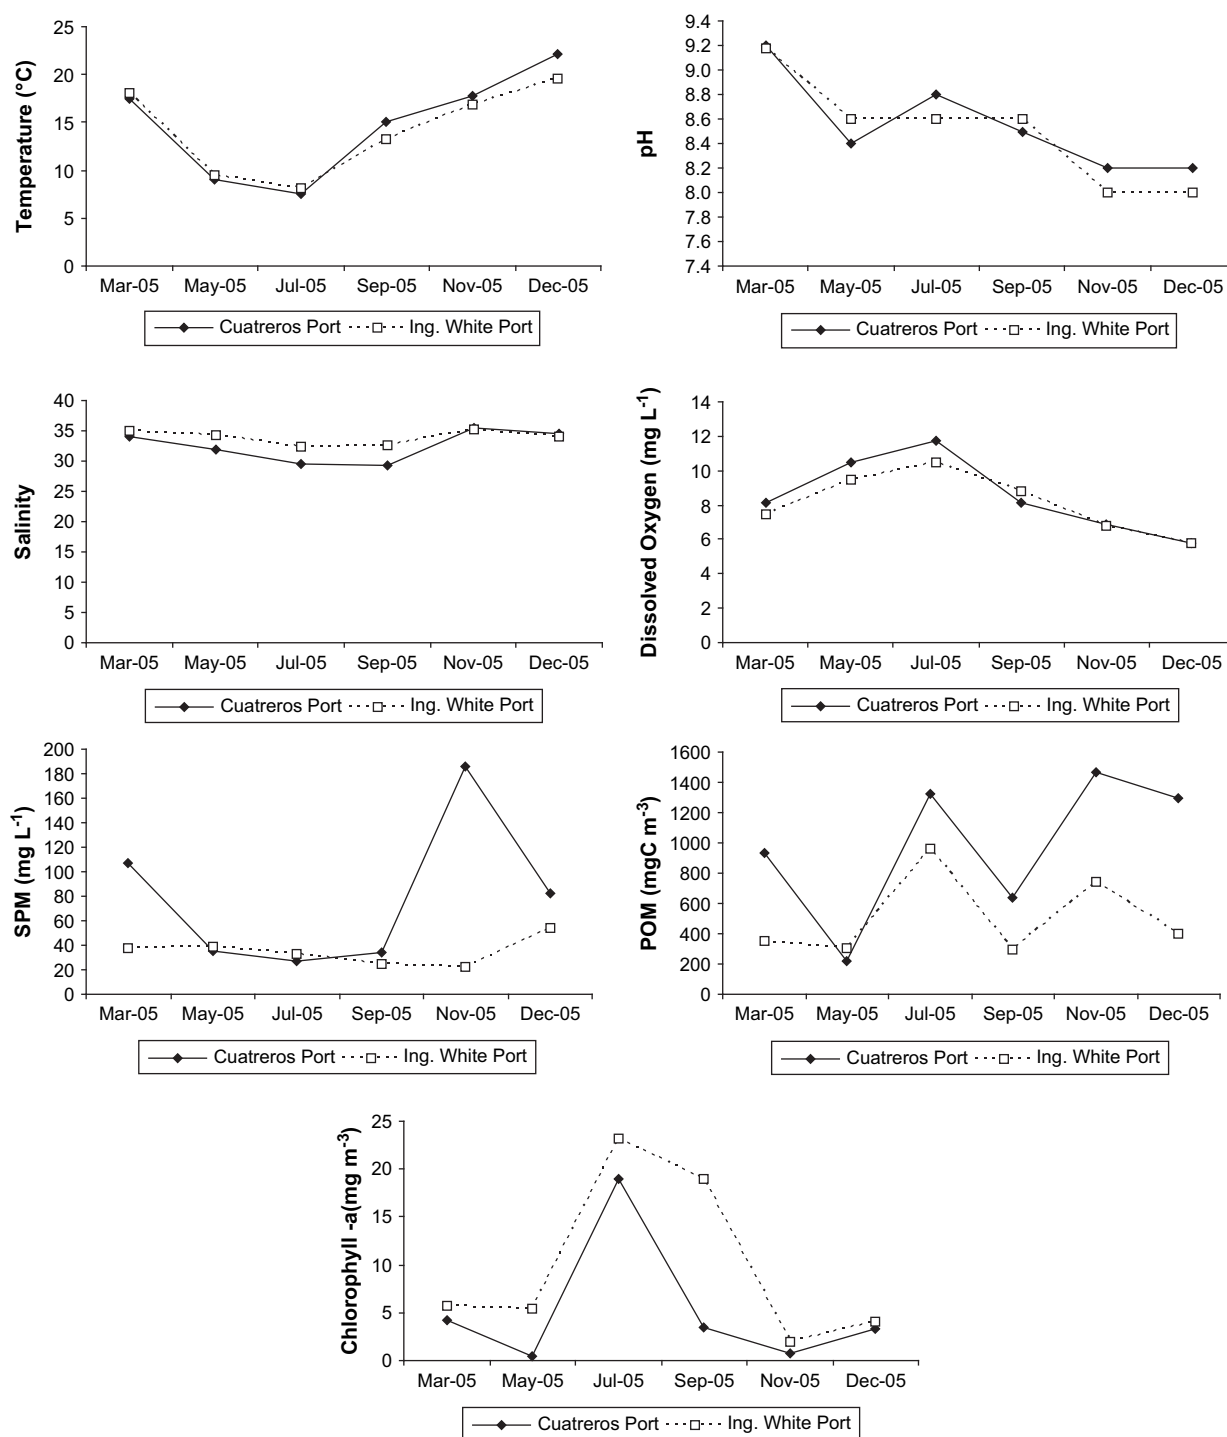 Temperature (°C)
25
20
15
10
5
0
Mar-05 May-05 Jul-05 Sep-05 Nov-05 Dec-05
Cuatreros Port Ing. White Port
pH
9.4
9.2
9.0
8.8
8.6
8.4
8.2
8.0
7.8
7.6
7.4
Mar-05 May-05 Jul-05 Sep-05 Nov-05 Dec-05
Cuatreros Port Ing. White Port
Salinity
40
35
30
25
20
15
10
5
0
Mar-05 May-05 Jul-05 Sep-05 Nov-05 Dec-05
Cuatreros Port Ing. White Port
Dissolved Oxygen (mg L⁻¹)
14
12
10
8
6
4
2
0
Mar-05 May-05 Jul-05 Sep-05 Nov-05 Dec-05
Cuatreros Port Ing. White Port
SPM (mg L⁻¹)
200
180
160
140
120
100
80
60
40
20
0
Mar-05 May-05 Jul-05 Sep-05 Nov-05 Dec-05
Cuatreros Port Ing. White Port
POM (mgC m⁻³)
1600
1400
1200
1000
800
600
400
200
0
Mar-05 May-05 Jul-05 Sep-05 Nov-05 Dec-05
Cuatreros Port Ing. White Port
Chlorophyll -a(mg m⁻³)
25
20
15
10
5
0
Mar-05 May-05 Jul-05 Sep-05 Nov-05 Dec-05
Cuatreros Port Ing. White Port